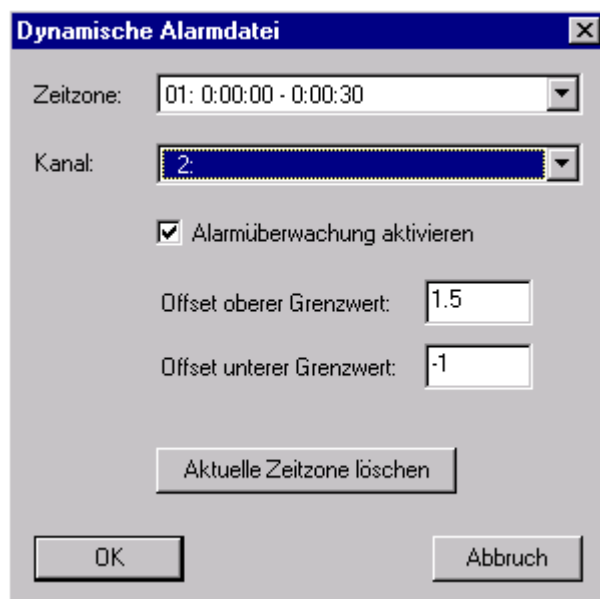 Dynamische Alarmdatei
Zeitzone: 01: 0:00:00 - 0:00:30
Kanal: 2:
Alarmüberwachung aktivieren
Offset oberer Grenzwert: 1.5
Offset unterer Grenzwert: -1
Aktuelle Zeitzone löschen
OK Abbruch